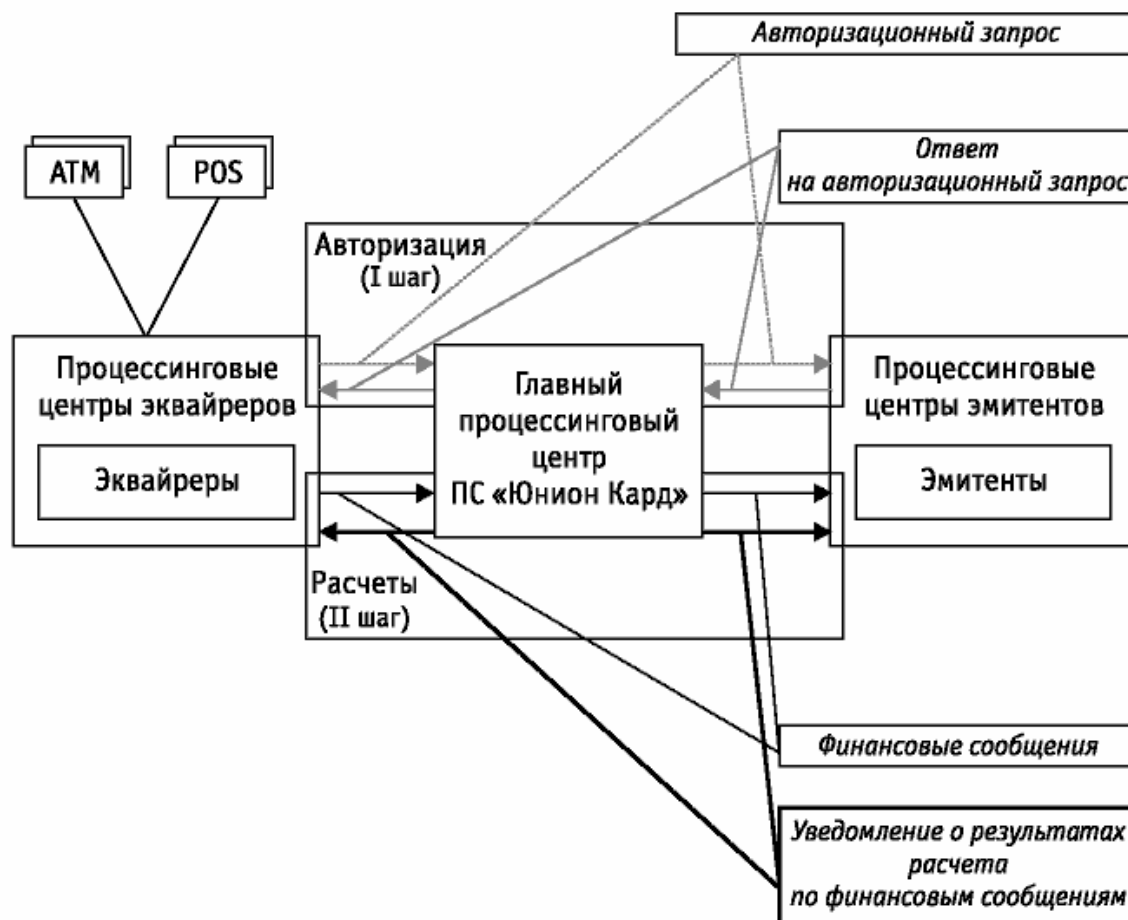 Авторизационный запрос
Ответ
на авторизационный запрос
ATM
POS
Авторизация
(I шаг)
Процессинговые
центры эквайреров
Эквайреры
Главный
процессинговый
центр
ПС «Юнион Кард»
Процессинговые
центры эмитентов
Эмитенты
Расчеты
(II шаг)
Финансовые сообщения
Уведомление о результатах
расчета
по финансовым сообщениям